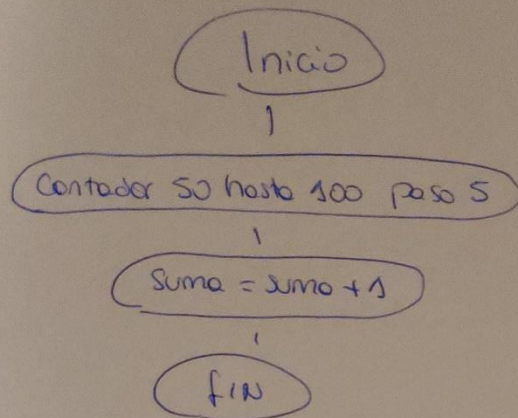 Inicio
Contador 50 hasta 100 paso 5
suma = suma + 1
fIN